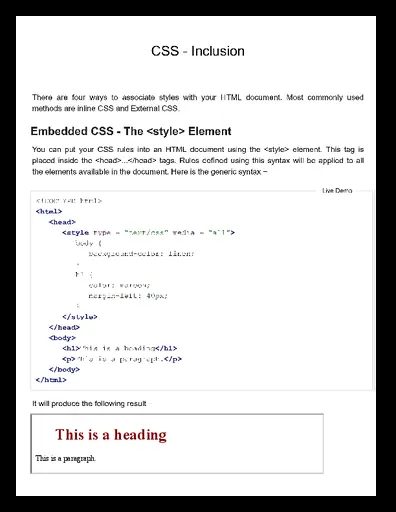 CSS - Inclusion
There are four ways to associate styles with your HTML document. Most commonly used
methods are inline CSS and External CSS.
Embedded CSS - The <style> Element
You can put your CSS rules into an HTML document using the <style> element. This tag is
placed inside the <head>...</head> tags. Rules defined using this syntax will be applied to all
the elements available in the document. Here is the generic syntax −
Live Demo
<!DOCTYPE html>
<html>
<head>
<style type = "text/css" media = "all">
body {
background-color: linen;
}
h1 {
color: maroon;
margin-left: 40px;
}
</style>
</head>
<body>
<h1>This is a heading</h1>
<p>This is a paragraph.</p>
</body>
</html>
It will produce the following result
This is a heading
This is a paragraph.